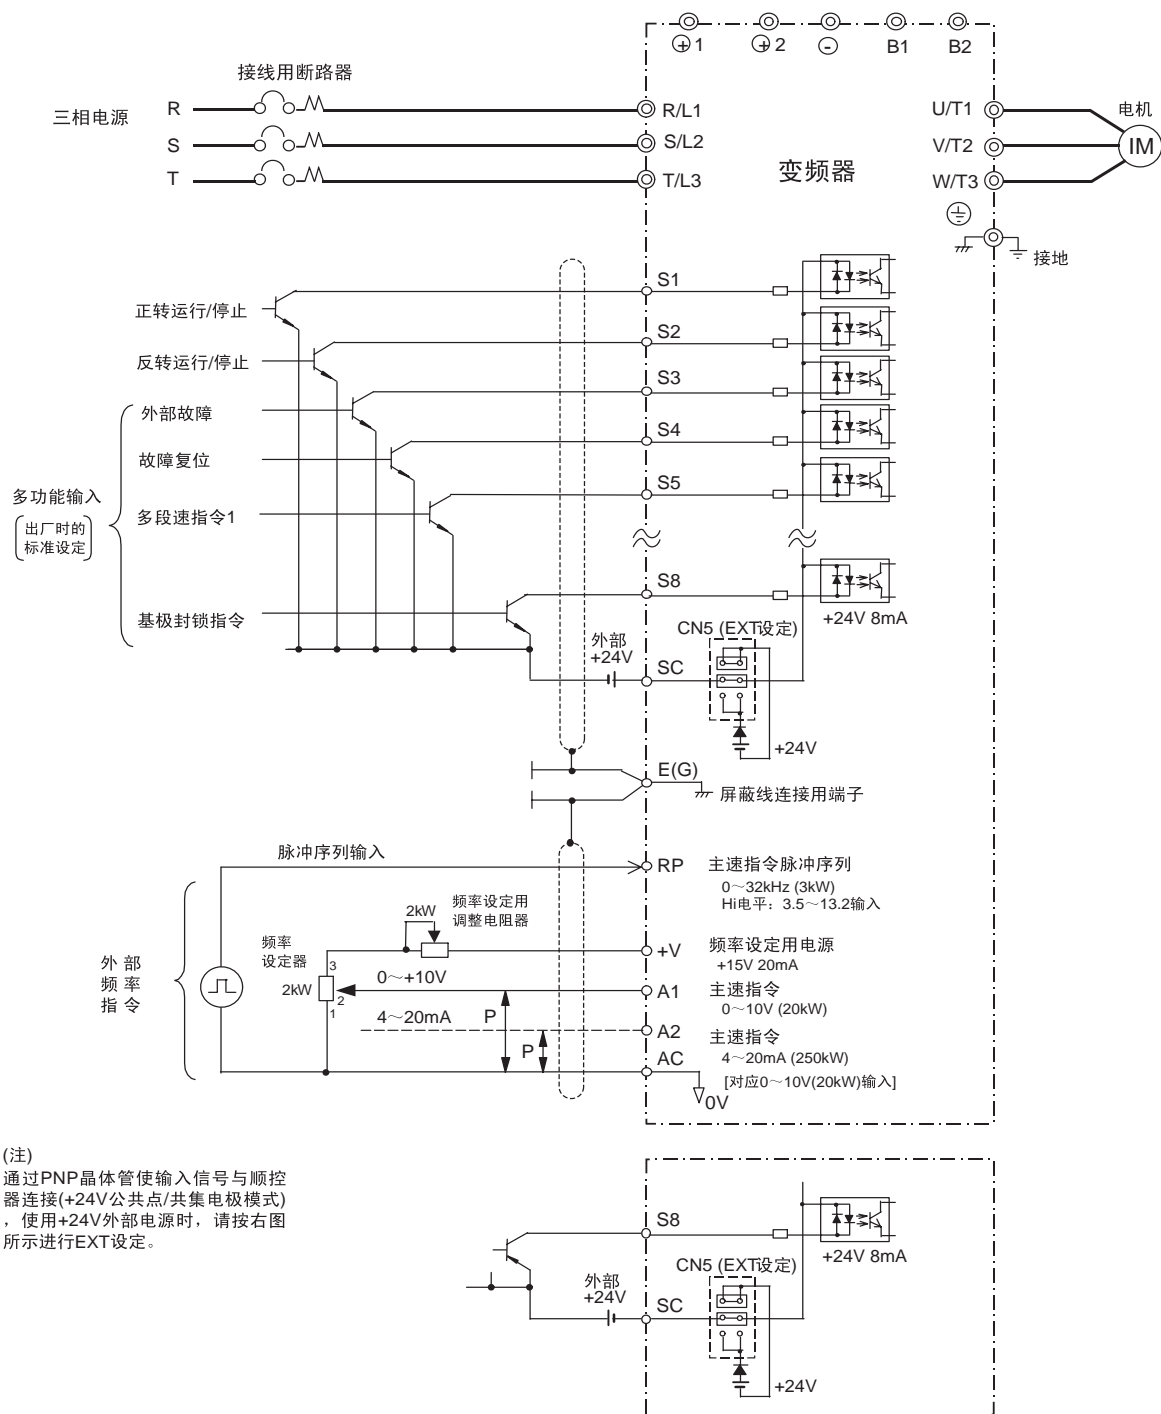 ⊕1
⊕2
⊖
B1
B2
接线用断路器
三相电源
R
S
T
R/L1
S/L2
T/L3
变频器
U/T1
V/T2
W/T3
电机
IM
接地
正转运行/停止
反转运行/停止
外部故障
故障复位
多段速指令1
基极封锁指令
多功能输入
出厂时的
标准设定
S1
S2
S3
S4
S5
S8
+24V 8mA
CN5 (EXT设定)
外部
+24V
SC
+24V
E(G)
屏蔽线连接用端子
脉冲序列输入
RP
主速指令脉冲序列
0～32kHz (3kW)
Hi电平：3.5～13.2输入
2kW
频率设定用
调整电阻器
+V
频率设定用电源
+15V 20mA
外 部
频 率
指 令
频率
设定器
2kW
3
2
1
0～+10V
A1
主速指令
0～10V (20kW)
4～20mA
P
P
A2
主速指令
4～20mA (250kW)
AC
[对应0～10V(20kW)输入]
0V
(注)
通过PNP晶体管使输入信号与顺控
器连接(+24V公共点/共集电极模式)
，使用+24V外部电源时，请按右图
所示进行EXT设定。
S8
+24V 8mA
CN5 (EXT设定)
外部
+24V
SC
+24V